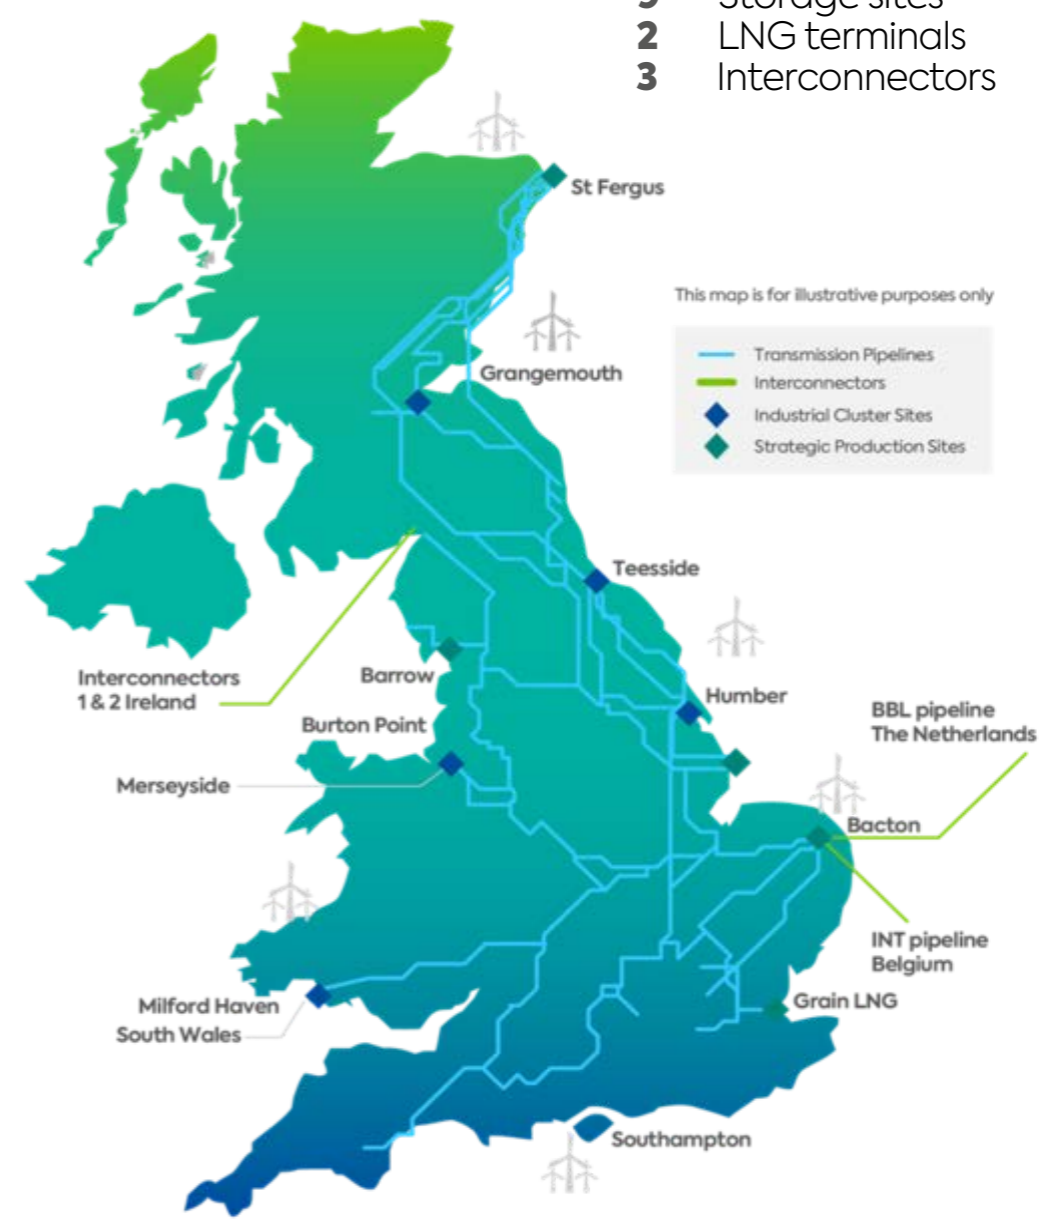 Storage sites
2 LNG terminals
3 Interconnectors
St Fergus
This map is for illustrative purposes only
Transmission Pipelines
Interconnectors
Industrial Cluster Sites
Strategic Production Sites
Grangemouth
Teesside
Interconnectors
1 & 2 Ireland
Barrow
Humber
Burton Point
BBL pipeline
The Netherlands
Merseyside
Bacton
INT pipeline
Belgium
Milford Haven
South Wales
Grain LNG
Southampton